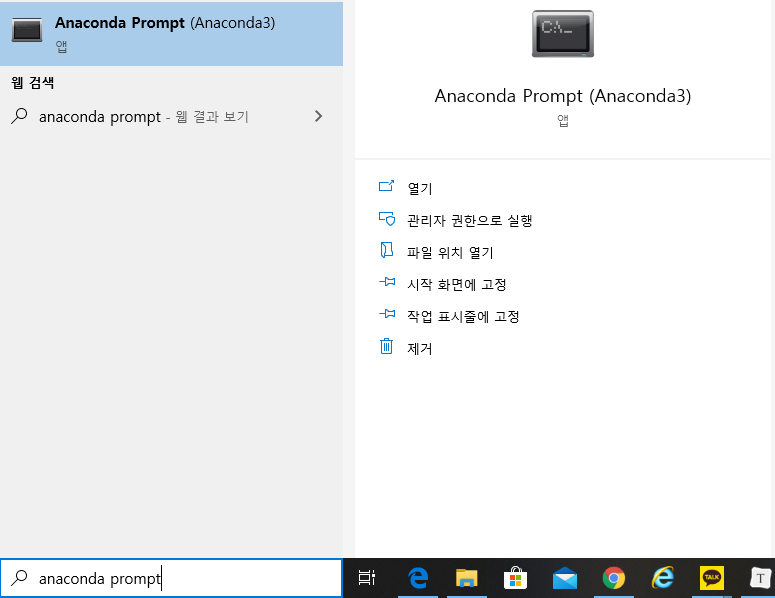 Anaconda Prompt (Anaconda3)
앱
웹 검색
anaconda prompt - 웹 결과 보기
C:\_
Anaconda Prompt (Anaconda3)
앱
열기
관리자 권한으로 실행
파일 위치 열기
시작 화면에 고정
작업 표시줄에 고정
제거
anaconda prompt
TALK
T